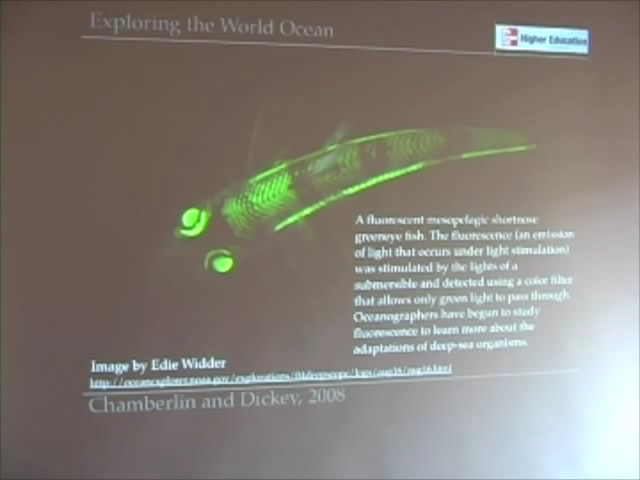 Exploring the World Ocean
Higher Education
A fluorescent mesopelagic shortnose
greeneye fish. The fluorescence (an emission
of light that occurs under light stimulation)
was stimulated by the lights of a
submersible and detected using a color filter
that allows only green light to pass through.
Oceanographers have begun to study
fluorescence to learn more about the
adaptations of deep-sea organisms.
Image by Edie Widder
Chamberlin and Dickey, 2008